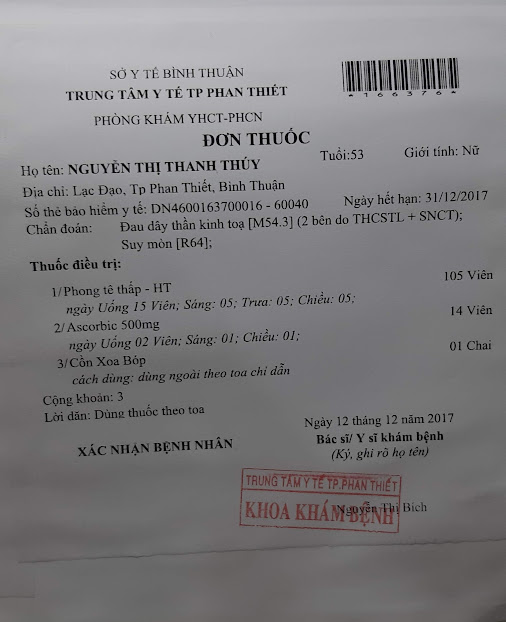 SỞ Y TẾ BÌNH THUẬN
TRUNG TÂM Y TẾ TP PHAN THIẾT
*166376*
PHÒNG KHÁM YHCT-PHCN
ĐƠN THUỐC
Họ tên: NGUYỄN THỊ THANH THÚY Tuổi:53 Giới tính: Nữ
Địa chỉ: Lạc Đạo, Tp Phan Thiết, Bình Thuận
Số thẻ bảo hiểm y tế: DN4600163700016 - 60040 Ngày hết hạn: 31/12/2017
Chẩn đoán: Đau dây thần kinh toạ [M54.3] (2 bên do THCSTL + SNCT);
Suy mòn [R64];
Thuốc điều trị:
1/Phong tê thấp - HT 105 Viên
ngày Uống 15 Viên; Sáng: 05; Trưa: 05; Chiều: 05;
2/Ascorbic 500mg 14 Viên
ngày Uống 02 Viên; Sáng: 01; Chiều: 01;
3/Cồn Xoa Bóp 01 Chai
cách dùng: dùng ngoài theo toa chỉ dẫn
Cộng khoản: 3
Lời dăn: Dùng thuốc theo toa
Ngày 12 tháng 12 năm 2017
XÁC NHẬN BỆNH NHÂN Bác sĩ/ Y sĩ khám bệnh
(Ký, ghi rõ họ tên)
TRUNG TÂM Y TẾ TP.PHAN THIẾT
KHOA KHÁM BỆNH
Nguyễn Thị Bích